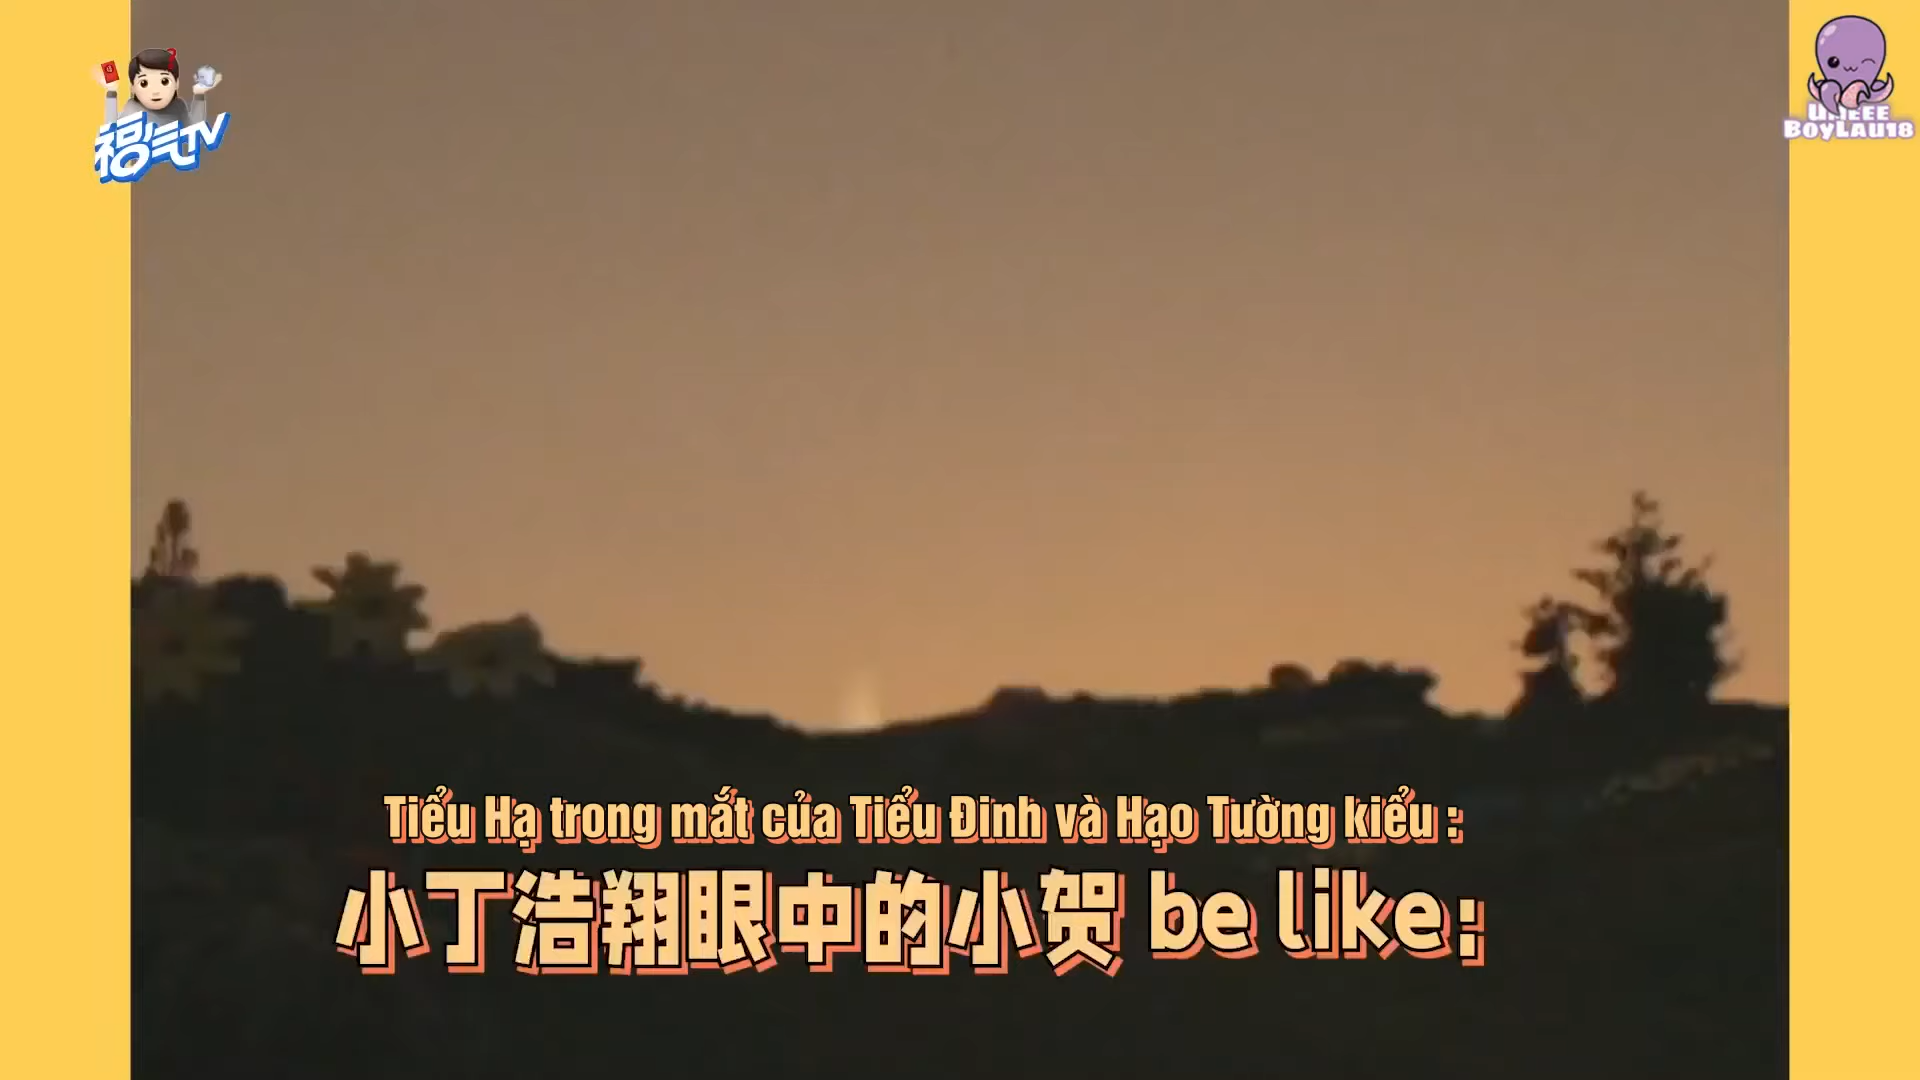 福气TV
BOYLAU18
Tiểu Hạ trong mắt của Tiểu Đinh và Hạo Tường kiểu :
小丁浩翔眼中的小贺 be like: